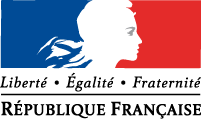 Liberté • Égalité • Fraternité
RÉPUBLIQUE FRANÇAISE